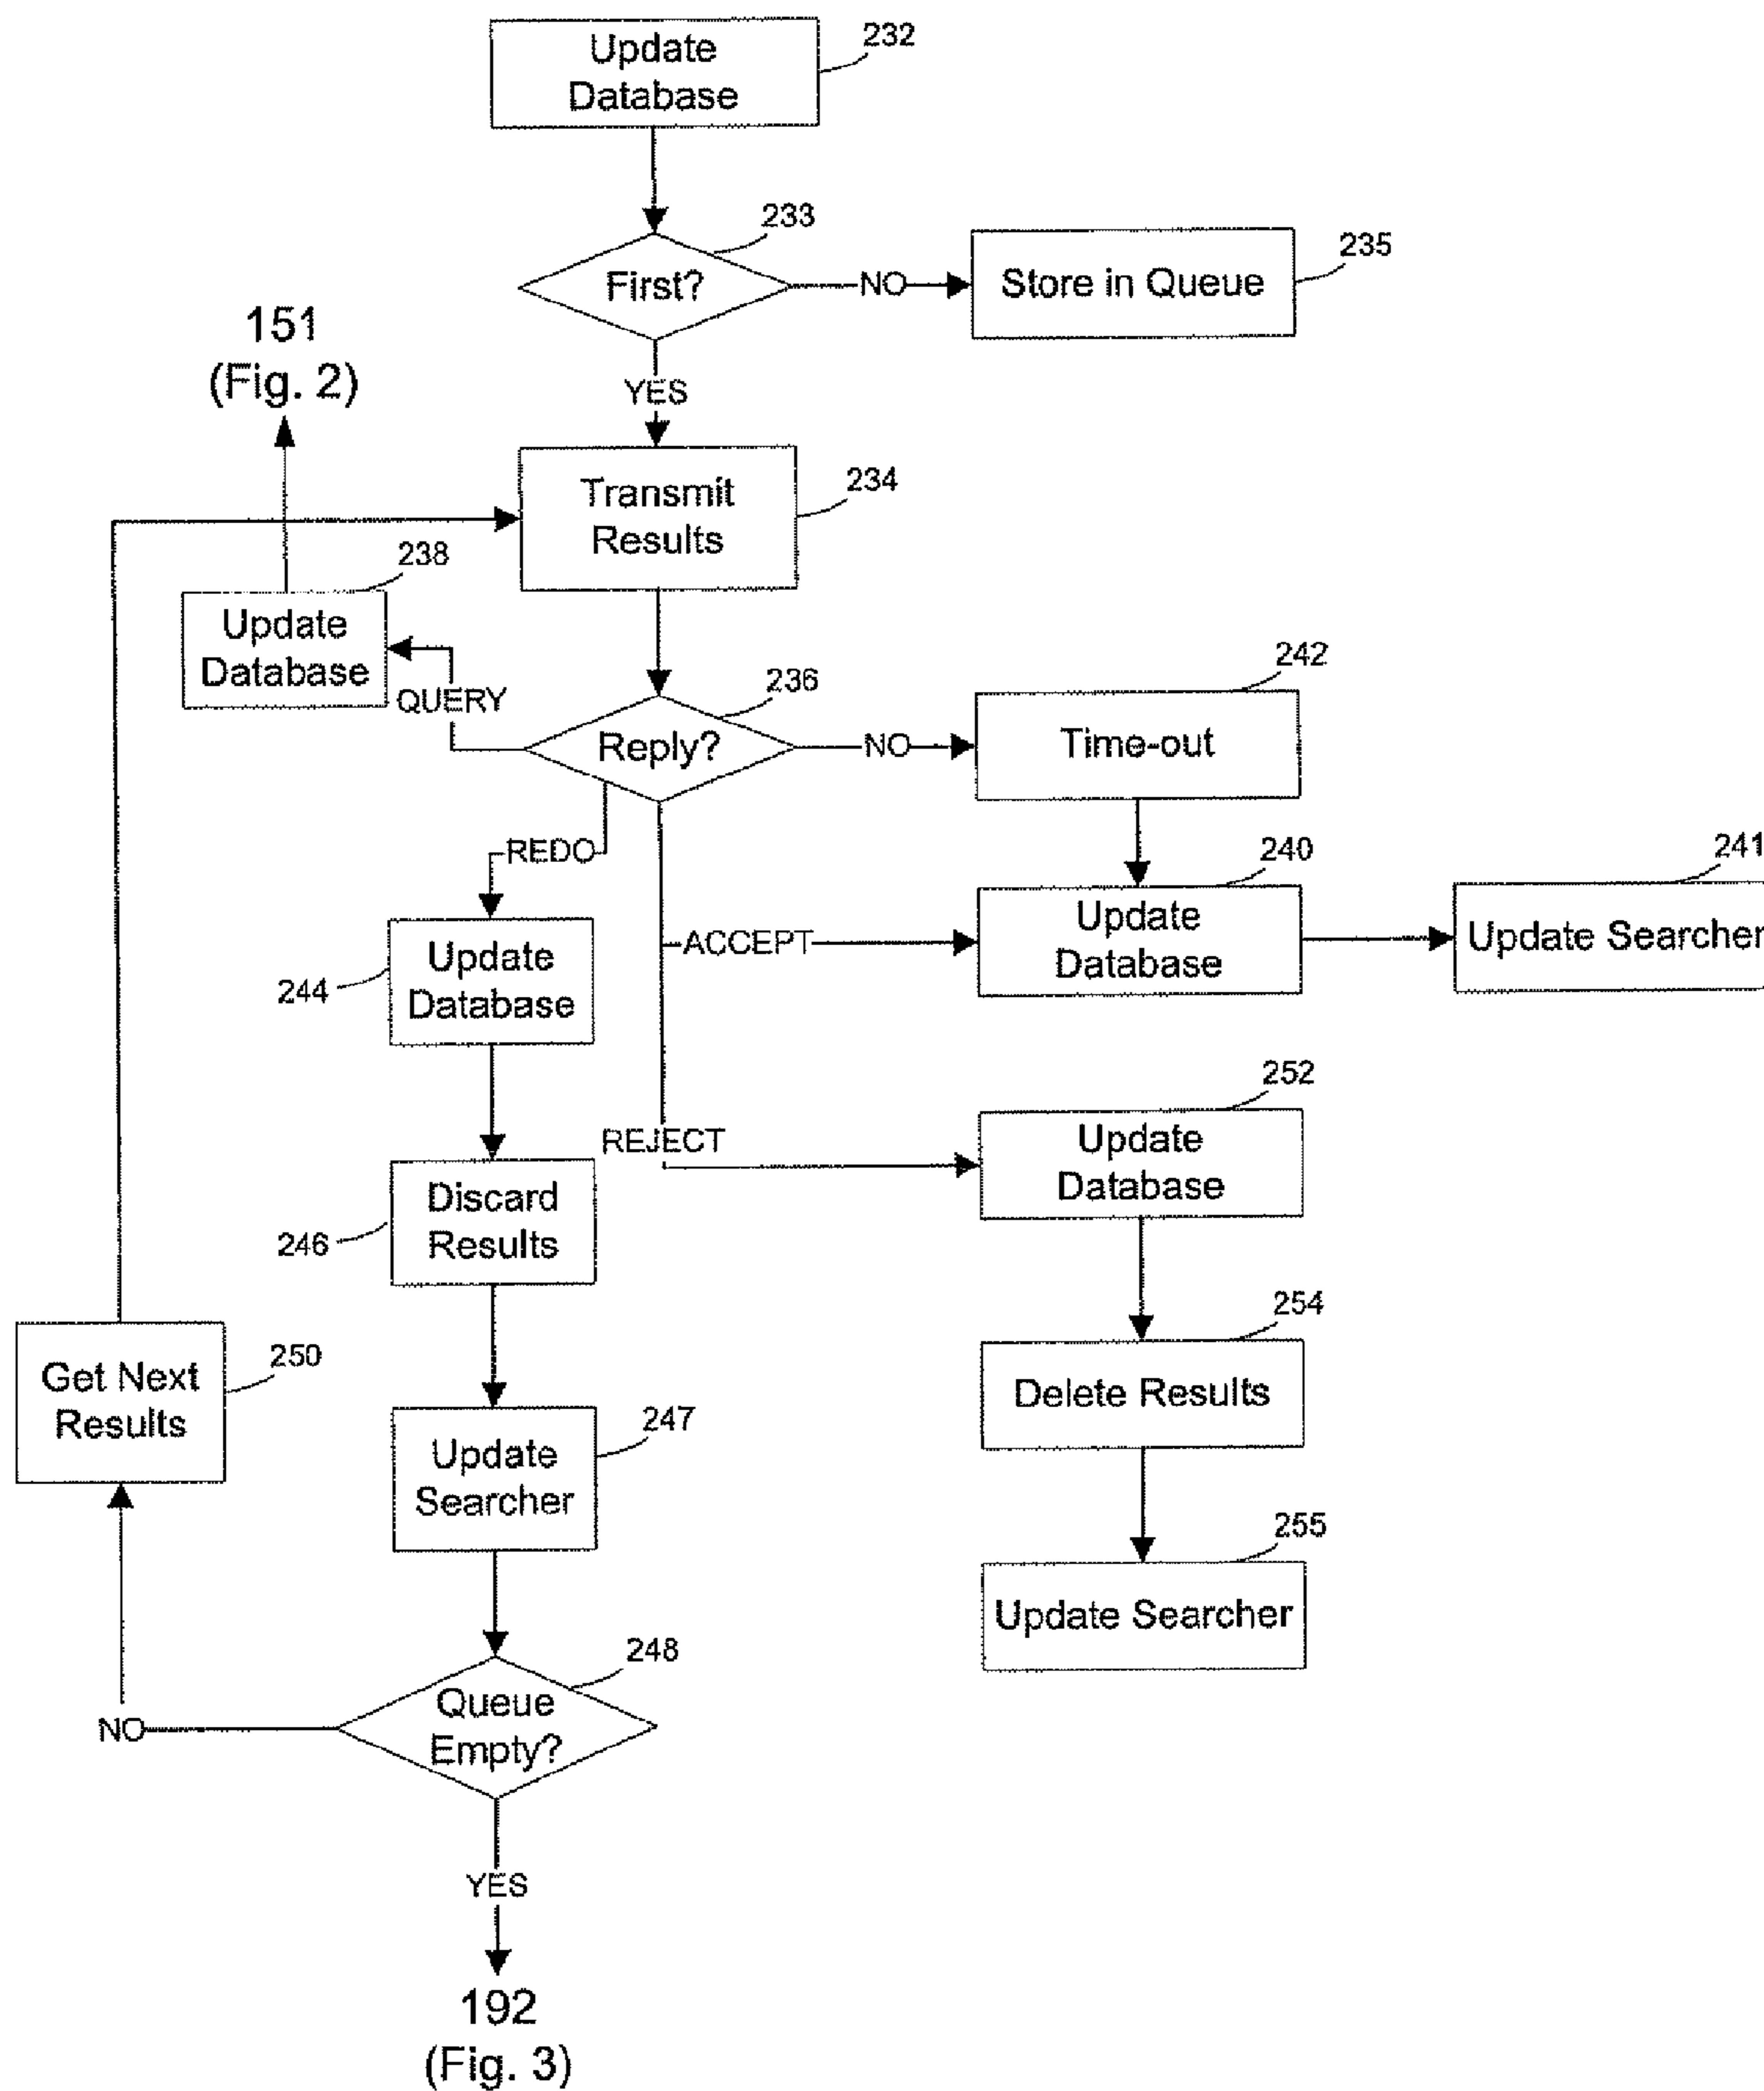 232
Update
Database
233
First?
NO
Store in Queue
235
151
(Fig. 2)
YES
Transmit
Results
234
238
Update
Database
QUERY
236
Reply?
NO
242
Time-out
REDO
240
Update
Database
241
Update Searcher
ACCEPT
244
Update
Database
REJECT
252
Update
Database
246
Discard
Results
254
Delete Results
250
Get Next
Results
247
Update
Searcher
255
Update Searcher
248
Queue
Empty?
NO
YES
192
(Fig. 3)